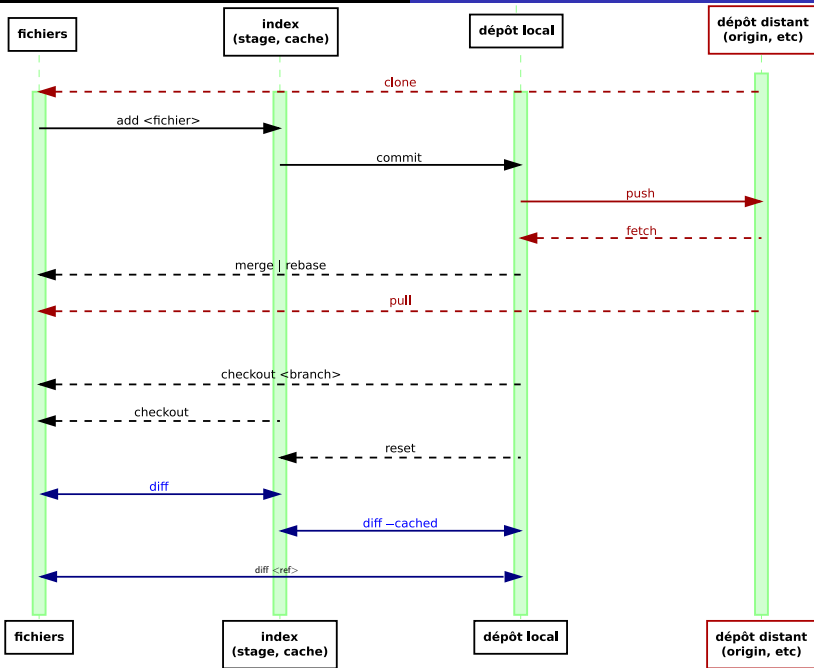 fichiers
index
(stage, cache)
dépôt local
dépôt distant
(origin, etc)
clone
add <fichier>
commit
push
fetch
merge | rebase
pull
checkout <branch>
checkout
reset
diff
diff –cached
diff <ref>
fichiers
index
(stage, cache)
dépôt local
dépôt distant
(origin, etc)